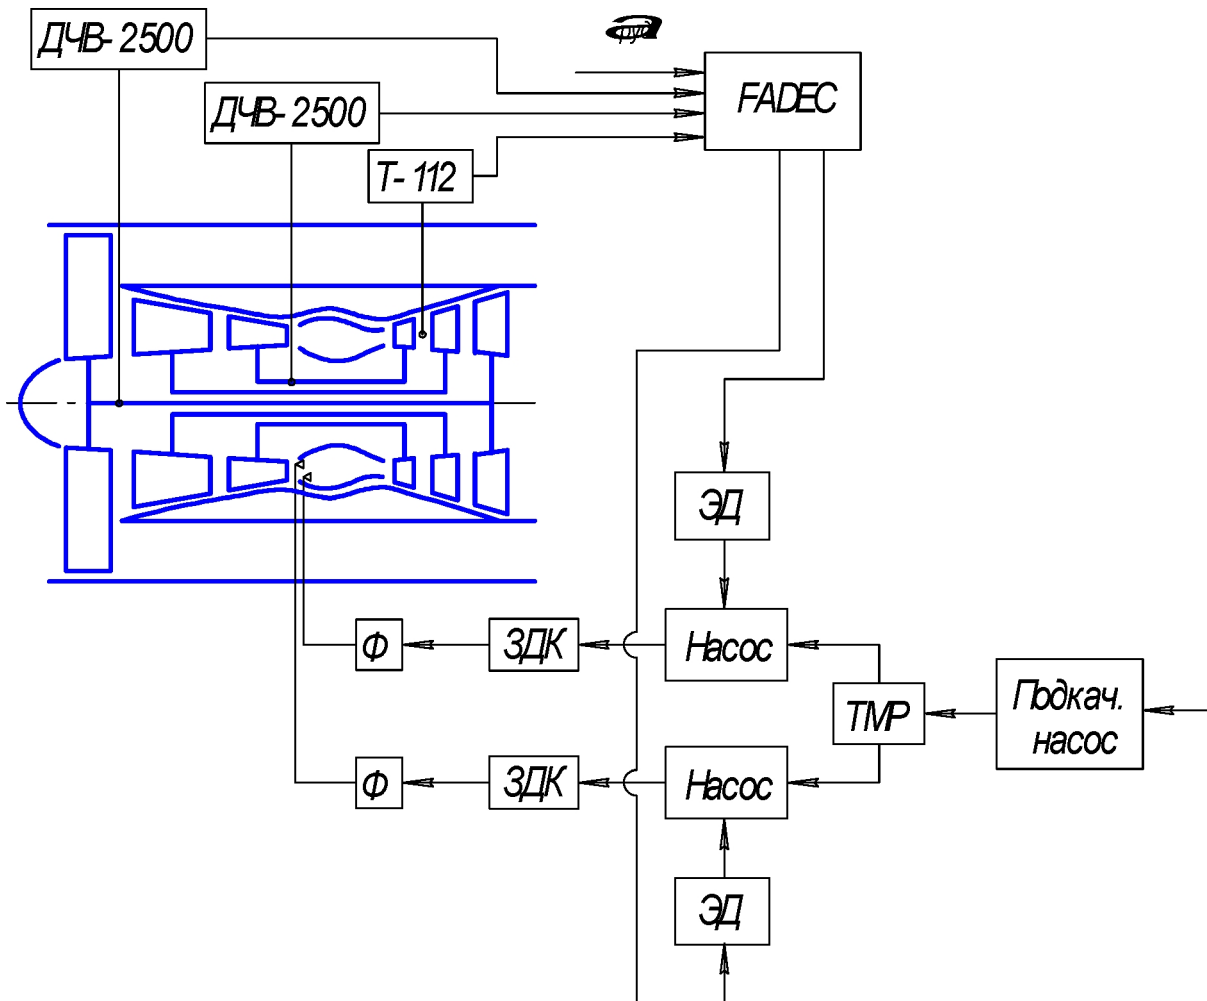 ДЧВ-2500
FADEC
ДЧВ-2500
Т-112
ЭД
Ф
ЗДК
Насос
ТМР
Подкач.
насос
Ф
ЗДК
Насос
ЭД